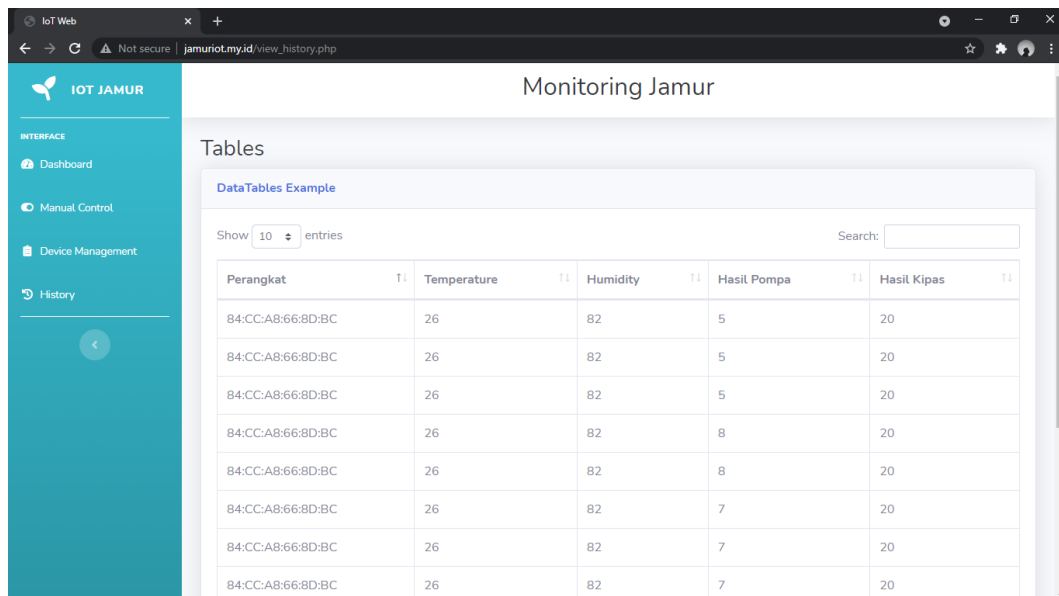 IoT Web
Not secure | jamuriot.my.id/view_history.php
IOT JAMUR
Monitoring Jamur
INTERFACE
Dashboard
Manual Control
Device Management
History
Tables
DataTables Example
Show 10 entries Search:
Perangkat Temperature Humidity Hasil Pompa Hasil Kipas
84:CC:A8:66:8D:BC 26 82 5 20
84:CC:A8:66:8D:BC 26 82 5 20
84:CC:A8:66:8D:BC 26 82 5 20
84:CC:A8:66:8D:BC 26 82 8 20
84:CC:A8:66:8D:BC 26 82 8 20
84:CC:A8:66:8D:BC 26 82 7 20
84:CC:A8:66:8D:BC 26 82 7 20
84:CC:A8:66:8D:BC 26 82 7 20